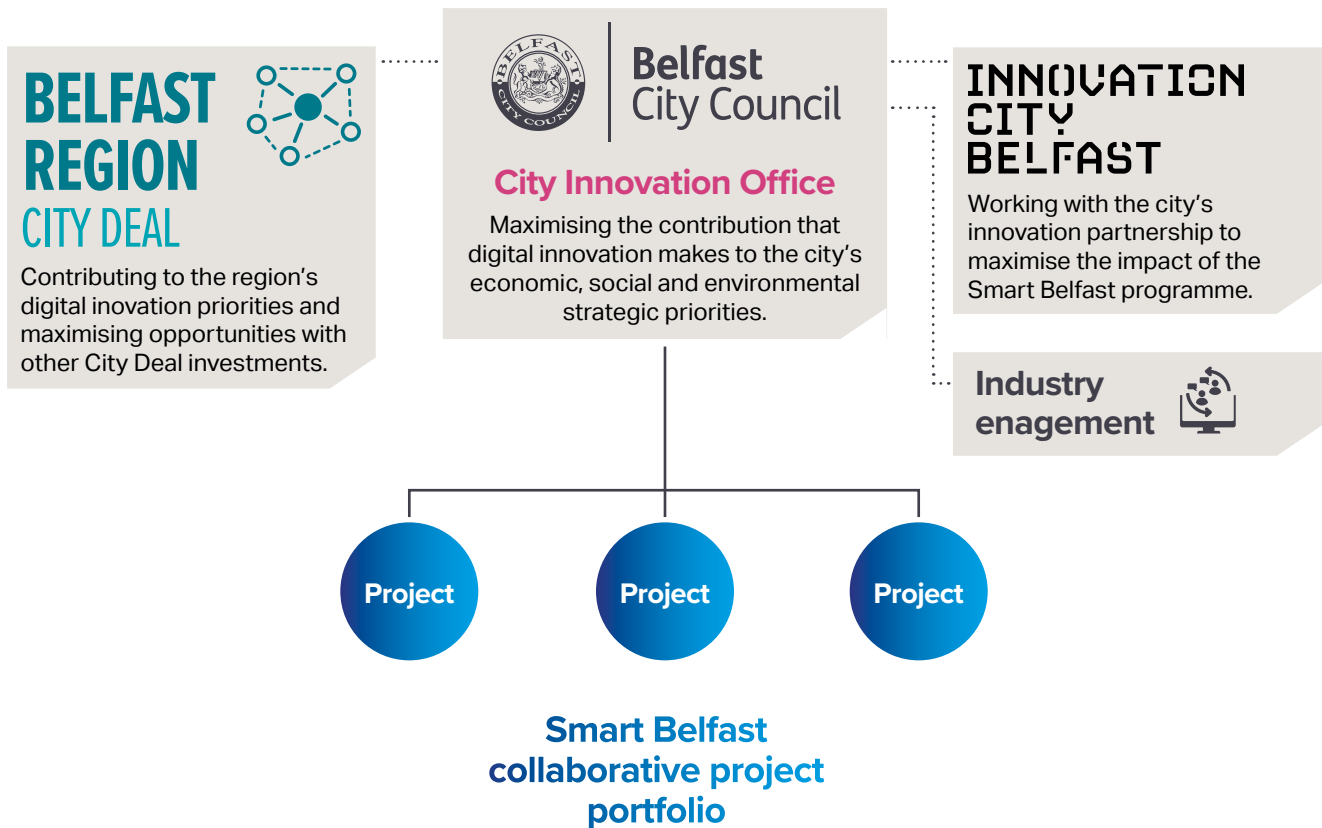 BELFAST
REGION
CITY DEAL
Contributing to the region's
digital inovation priorities and
maximising opportunities with
other City Deal investments.
BELFAST
CITY COUNCIL
Belfast
City Council
City Innovation Office
Maximising the contribution that
digital innovation makes to the city's
economic, social and environmental
strategic priorities.
INNOVATION
CITY
BELFAST
Working with the city's
innovation partnership to
maximise the impact of the
Smart Belfast programme.
Industry
enagement
Project
Project
Project
Smart Belfast
collaborative project
portfolio